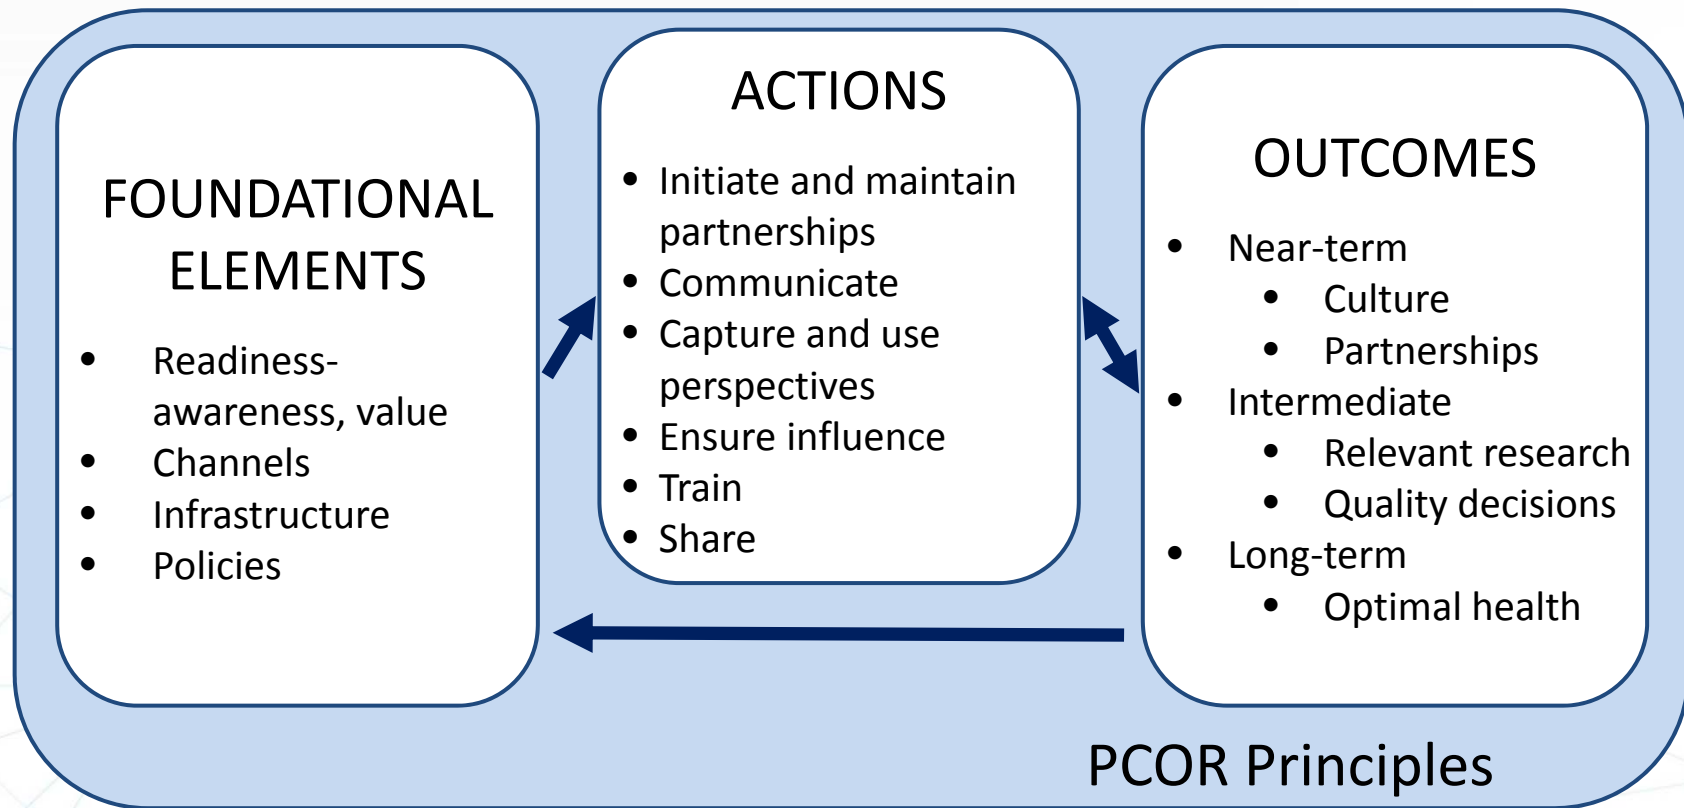 FOUNDATIONAL
ELEMENTS
• Readiness-
awareness, value
• Channels
• Infrastructure
• Policies
ACTIONS
• Initiate and maintain
partnerships
• Communicate
• Capture and use
perspectives
• Ensure influence
• Train
• Share
OUTCOMES
• Near-term
• Culture
• Partnerships
• Intermediate
• Relevant research
• Quality decisions
• Long-term
• Optimal health
PCOR Principles